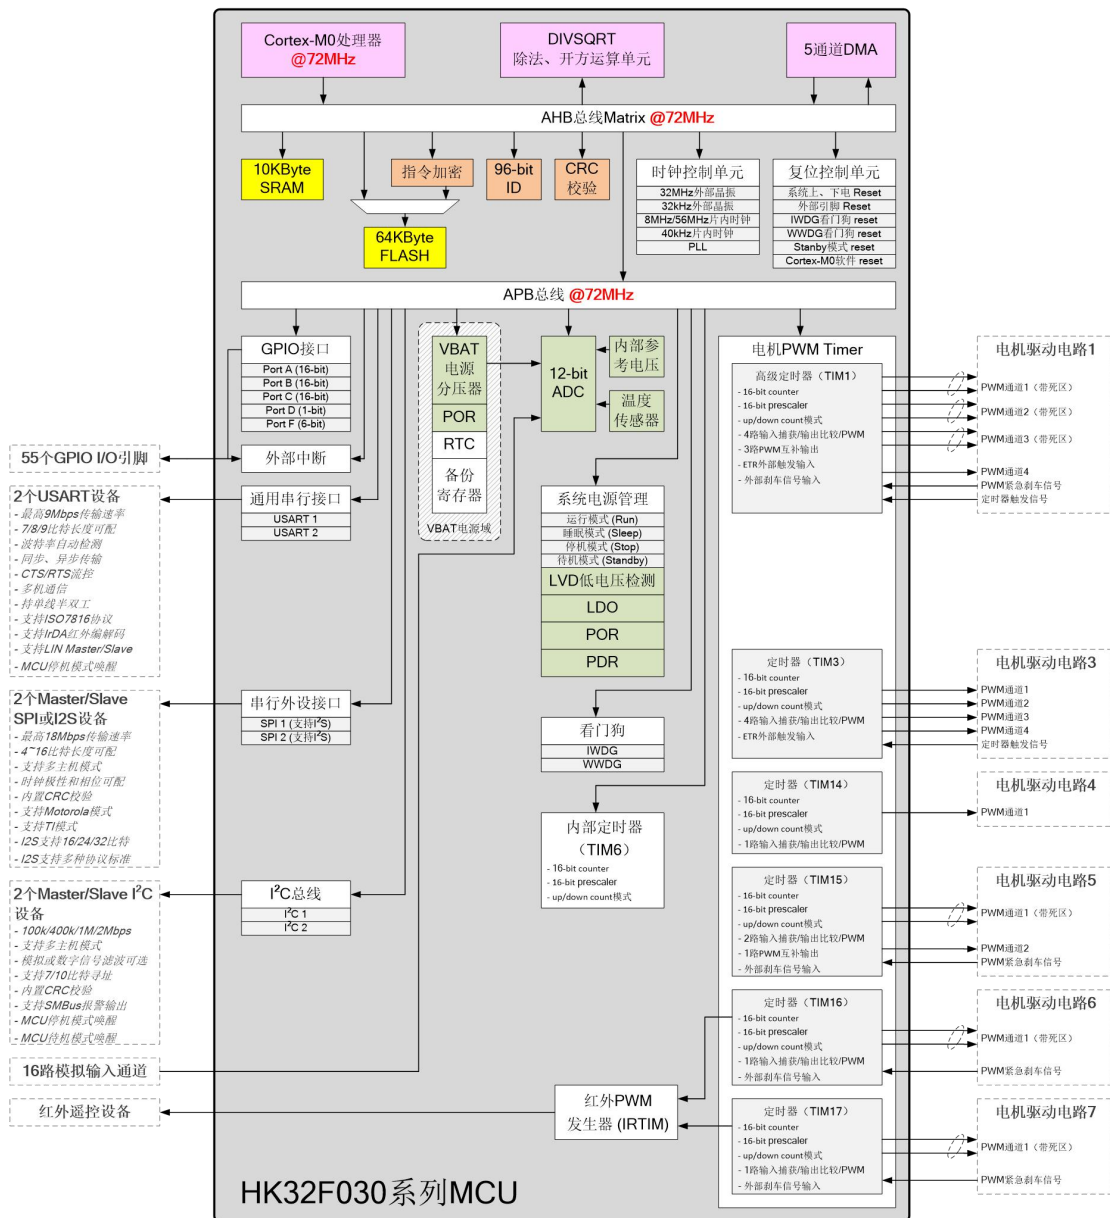 Cortex-M0处理器
@72MHz
DIVSQRT
除法、开方运算单元
5通道DMA
AHB总线Matrix @72MHz
10KByte
SRAM
指令加密
96-bit
ID
CRC
校验
64KByte
FLASH
时钟控制单元
32MHz外部晶振
32kHz外部晶振
8MHz/56MHz片内时钟
40kHz片内时钟
PLL
复位控制单元
系统上、下电 Reset
外部引脚 Reset
IWDG看门狗 reset
WWDG看门狗 reset
Stanby模式 reset
Cortex-M0软件 reset
APB总线 @72MHz
GPIO接口
Port A (16-bit)
Port B (16-bit)
Port C (16-bit)
Port D (1-bit)
Port F (6-bit)
外部中断
通用串行接口
USART 1
USART 2
VBAT
电源
分压器
POR
RTC
备份
寄存器
VBAT电源域
12-bit
ADC
内部参
考电压
温度
传感器
系统电源管理
运行模式 (Run)
睡眠模式 (Sleep)
停机模式 (Stop)
待机模式 (Standby)
LVD低电压检测
LDO
POR
PDR
串行外设接口
SPI 1 (支持I²S)
SPI 2 (支持I²S)
看门狗
IWDG
WWDG
内部定时器
（TIM6）
- 16-bit counter
- 16-bit prescaler
- up/down count模式
I²C总线
I²C 1
I²C 2
红外PWM
发生器 (IRTIM)
电机PWM Timer
高级定时器（TIM1）
- 16-bit counter
- 16-bit prescaler
- up/down count模式
- 4路输入捕获/输出比较/PWM
- 3路PWM互补输出
- ETR外部触发输入
- 外部刹车信号输入
定时器（TIM3）
- 16-bit counter
- 16-bit prescaler
- up/down count模式
- 4路输入捕获/输出比较/PWM
- ETR外部触发输入
定时器（TIM14）
- 16-bit counter
- 16-bit prescaler
- up/down count模式
- 1路输入捕获/输出比较/PWM
定时器（TIM15）
- 16-bit counter
- 16-bit prescaler
- up/down count模式
- 2路输入捕获/输出比较/PWM
- 1路PWM互补输出
- 外部刹车信号输入
定时器（TIM16）
- 16-bit counter
- 16-bit prescaler
- up/down count模式
- 1路输入捕获/输出比较/PWM
- 外部刹车信号输入
定时器（TIM17）
- 16-bit counter
- 16-bit prescaler
- up/down count模式
- 1路输入捕获/输出比较/PWM
- 外部刹车信号输入
HK32F030系列MCU
55个GPIO I/O引脚
2个USART设备
- 最高9Mbps传输速率
- 7/8/9比特长度可配
- 波特率自动检测
- 同步、异步传输
- CTS/RTS流控
- 多机通信
- 持单线半双工
- 支持ISO7816协议
- 支持IrDA红外编解码
- 支持LIN Master/Slave
- MCU停机模式唤醒
2个Master/Slave
SPI或I2S设备
- 最高18Mbps传输速率
- 4~16比特长度可配
- 支持多主机模式
- 时钟极性和相位可配
- 内置CRC校验
- 支持Motorola模式
- 支持TI模式
- I2S支持16/24/32比特
- I2S支持多种协议标准
2个Master/Slave I²C
设备
- 100k/400k/1M/2Mbps
- 支持多主机模式
- 模拟或数字信号滤波可选
- 支持7/10比特寻址
- 内置CRC校验
- 支持SMBus报警输出
- MCU停机模式唤醒
- MCU待机模式唤醒
16路模拟输入通道
红外遥控设备
电机驱动电路1
PWM通道1（带死区）
PWM通道2（带死区）
PWM通道3（带死区）
PWM通道4
PWM紧急刹车信号
定时器触发信号
电机驱动电路3
PWM通道1
PWM通道2
PWM通道3
PWM通道4
定时器触发信号
电机驱动电路4
PWM通道1
电机驱动电路5
PWM通道1（带死区）
PWM通道2
PWM紧急刹车信号
电机驱动电路6
PWM通道1（带死区）
PWM紧急刹车信号
电机驱动电路7
PWM通道1（带死区）
PWM紧急刹车信号